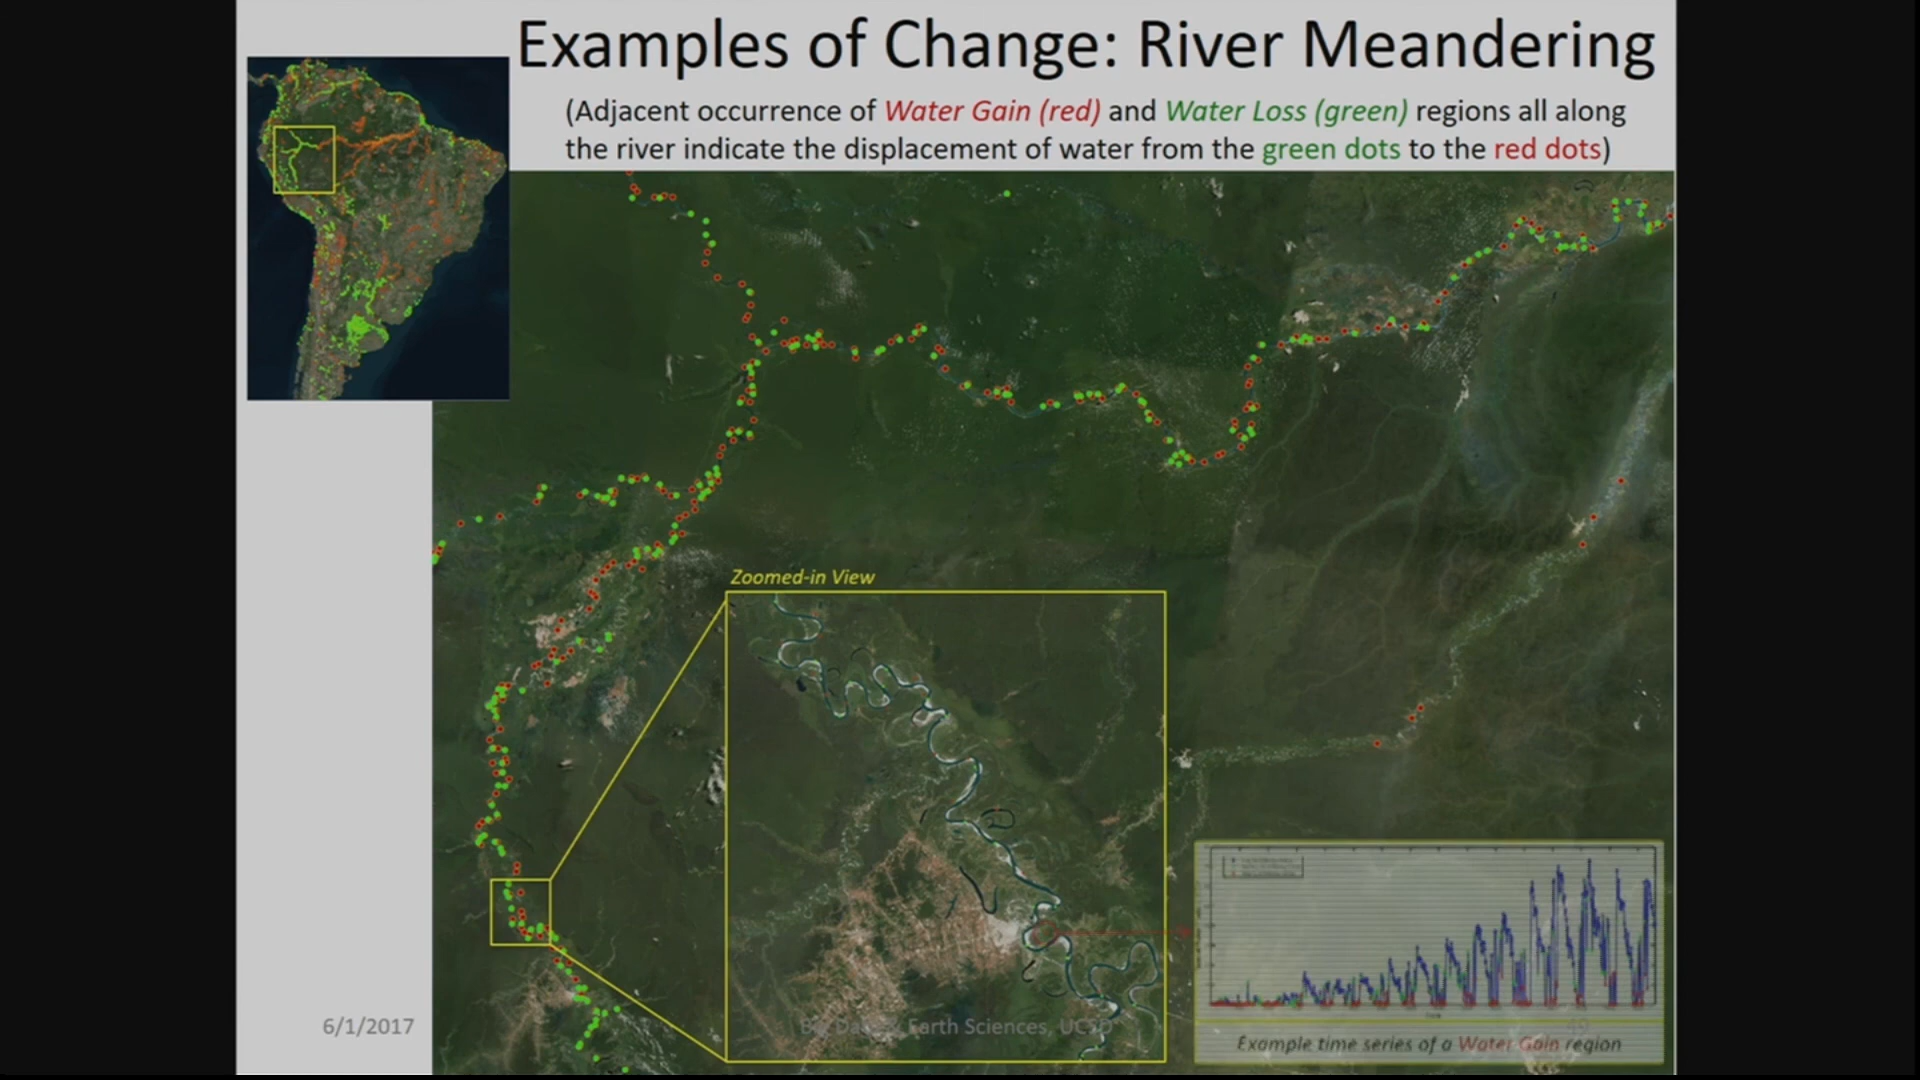 Examples of Change: River Meandering
(Adjacent occurrence of Water Gain (red) and Water Loss (green) regions all along
the river indicate the displacement of water from the green dots to the red dots)
Zoomed-in View
6/1/2017
Earth Sciences, UCSD
Example time series of a Water Gain region